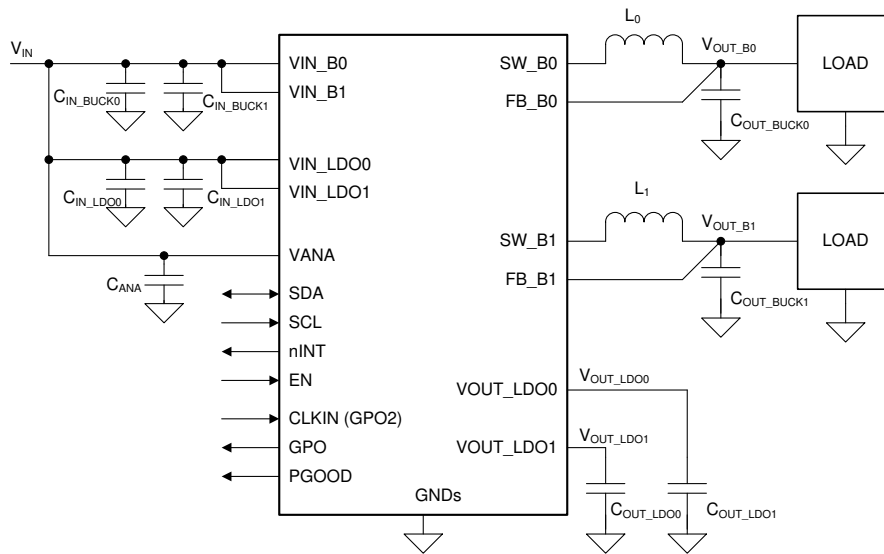 V_IN
C_IN_BUCK0
C_IN_BUCK1
C_IN_LDO0
C_IN_LDO1
C_ANA
VIN_B0
VIN_B1
VIN_LDO0
VIN_LDO1
VANA
SDA
SCL
nINT
EN
CLKIN (GPO2)
GPO
PGOOD
GNDs
SW_B0
FB_B0
SW_B1
FB_B1
VOUT_LDO0
VOUT_LDO1
L_0
V_OUT_B0
C_OUT_BUCK0
LOAD
L_1
V_OUT_B1
C_OUT_BUCK1
LOAD
V_OUT_LDO0
V_OUT_LDO1
C_OUT_LDO0
C_OUT_LDO1